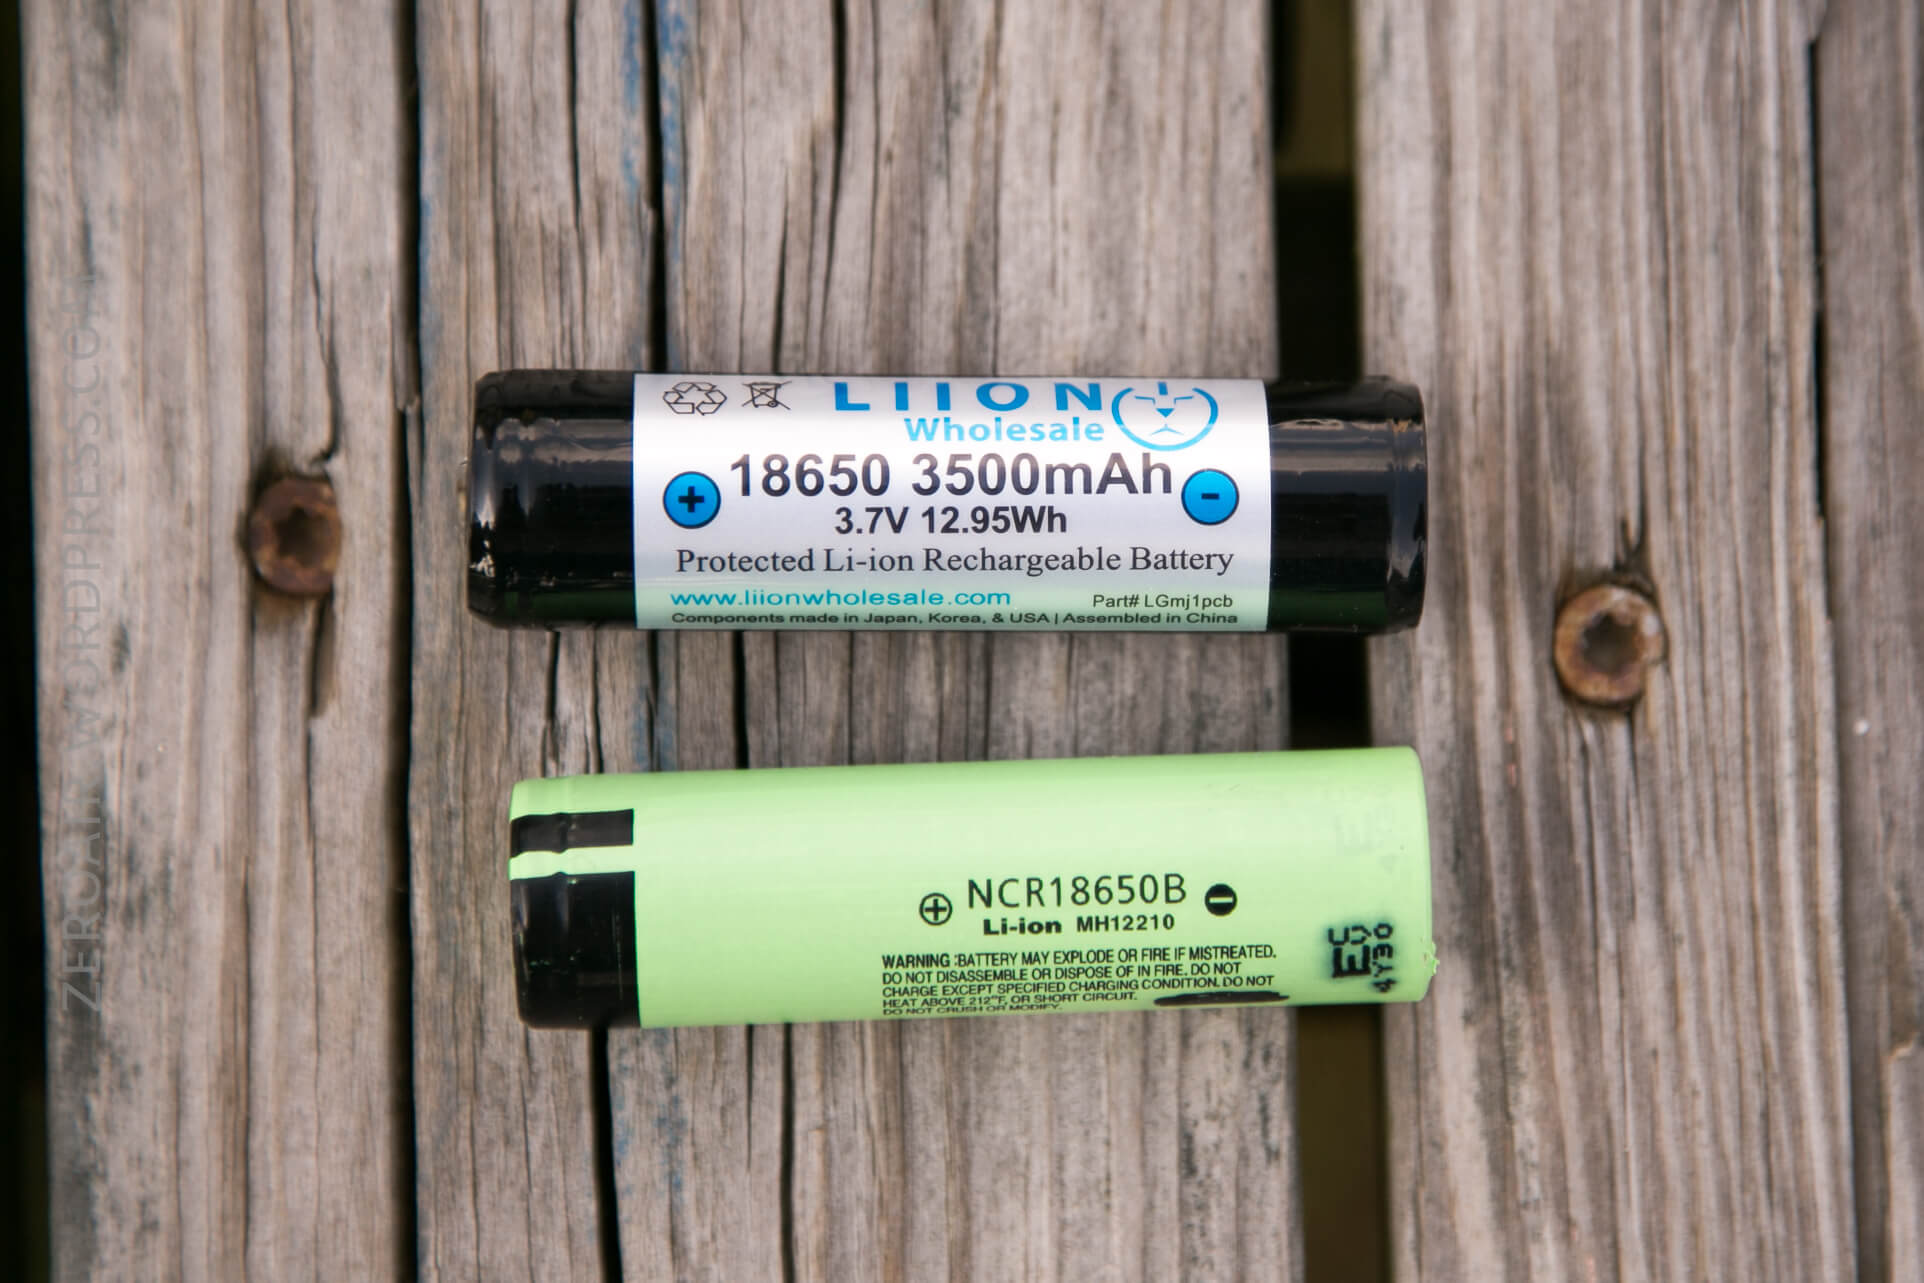 LIION
Wholesale
18650 3500mAh
+ -
3.7V 12.95Wh
Protected Li-ion Rechargeable Battery
www.liionwholesale.com Part# LGmj1pcb
Components made in Japan, Korea, & USA | Assembled in China
NCR18650B
Li-ion MH12210
WARNING :BATTERY MAY EXPLODE OR FIRE IF MISTREATED.
DO NOT DISASSEMBLE OR DISPOSE OF IN FIRE. DO NOT
CHARGE EXCEPT SPECIFIED CHARGING CONDITION. DO NOT
HEAT ABOVE 212°F, OR SHORT CIRCUIT.
DO NOT CRUSH OR MODIFY.
4Y30
ZEROAIR.WORDPRESS.COM